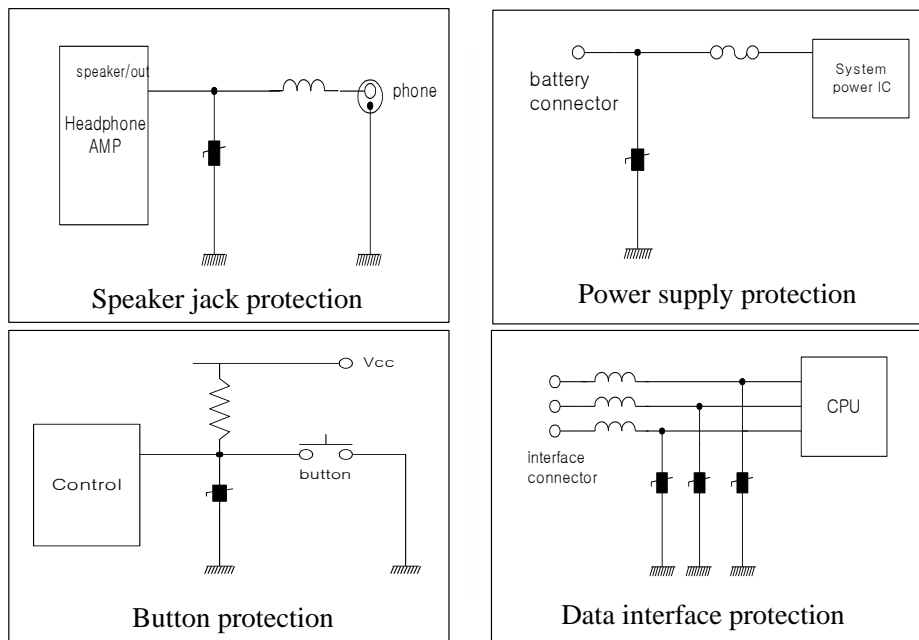 speaker/out
Headphone
AMP
phone
Speaker jack protection
battery
connector
System
power IC
Power supply protection
Vcc
Control
button
Button protection
CPU
interface
connector
Data interface protection